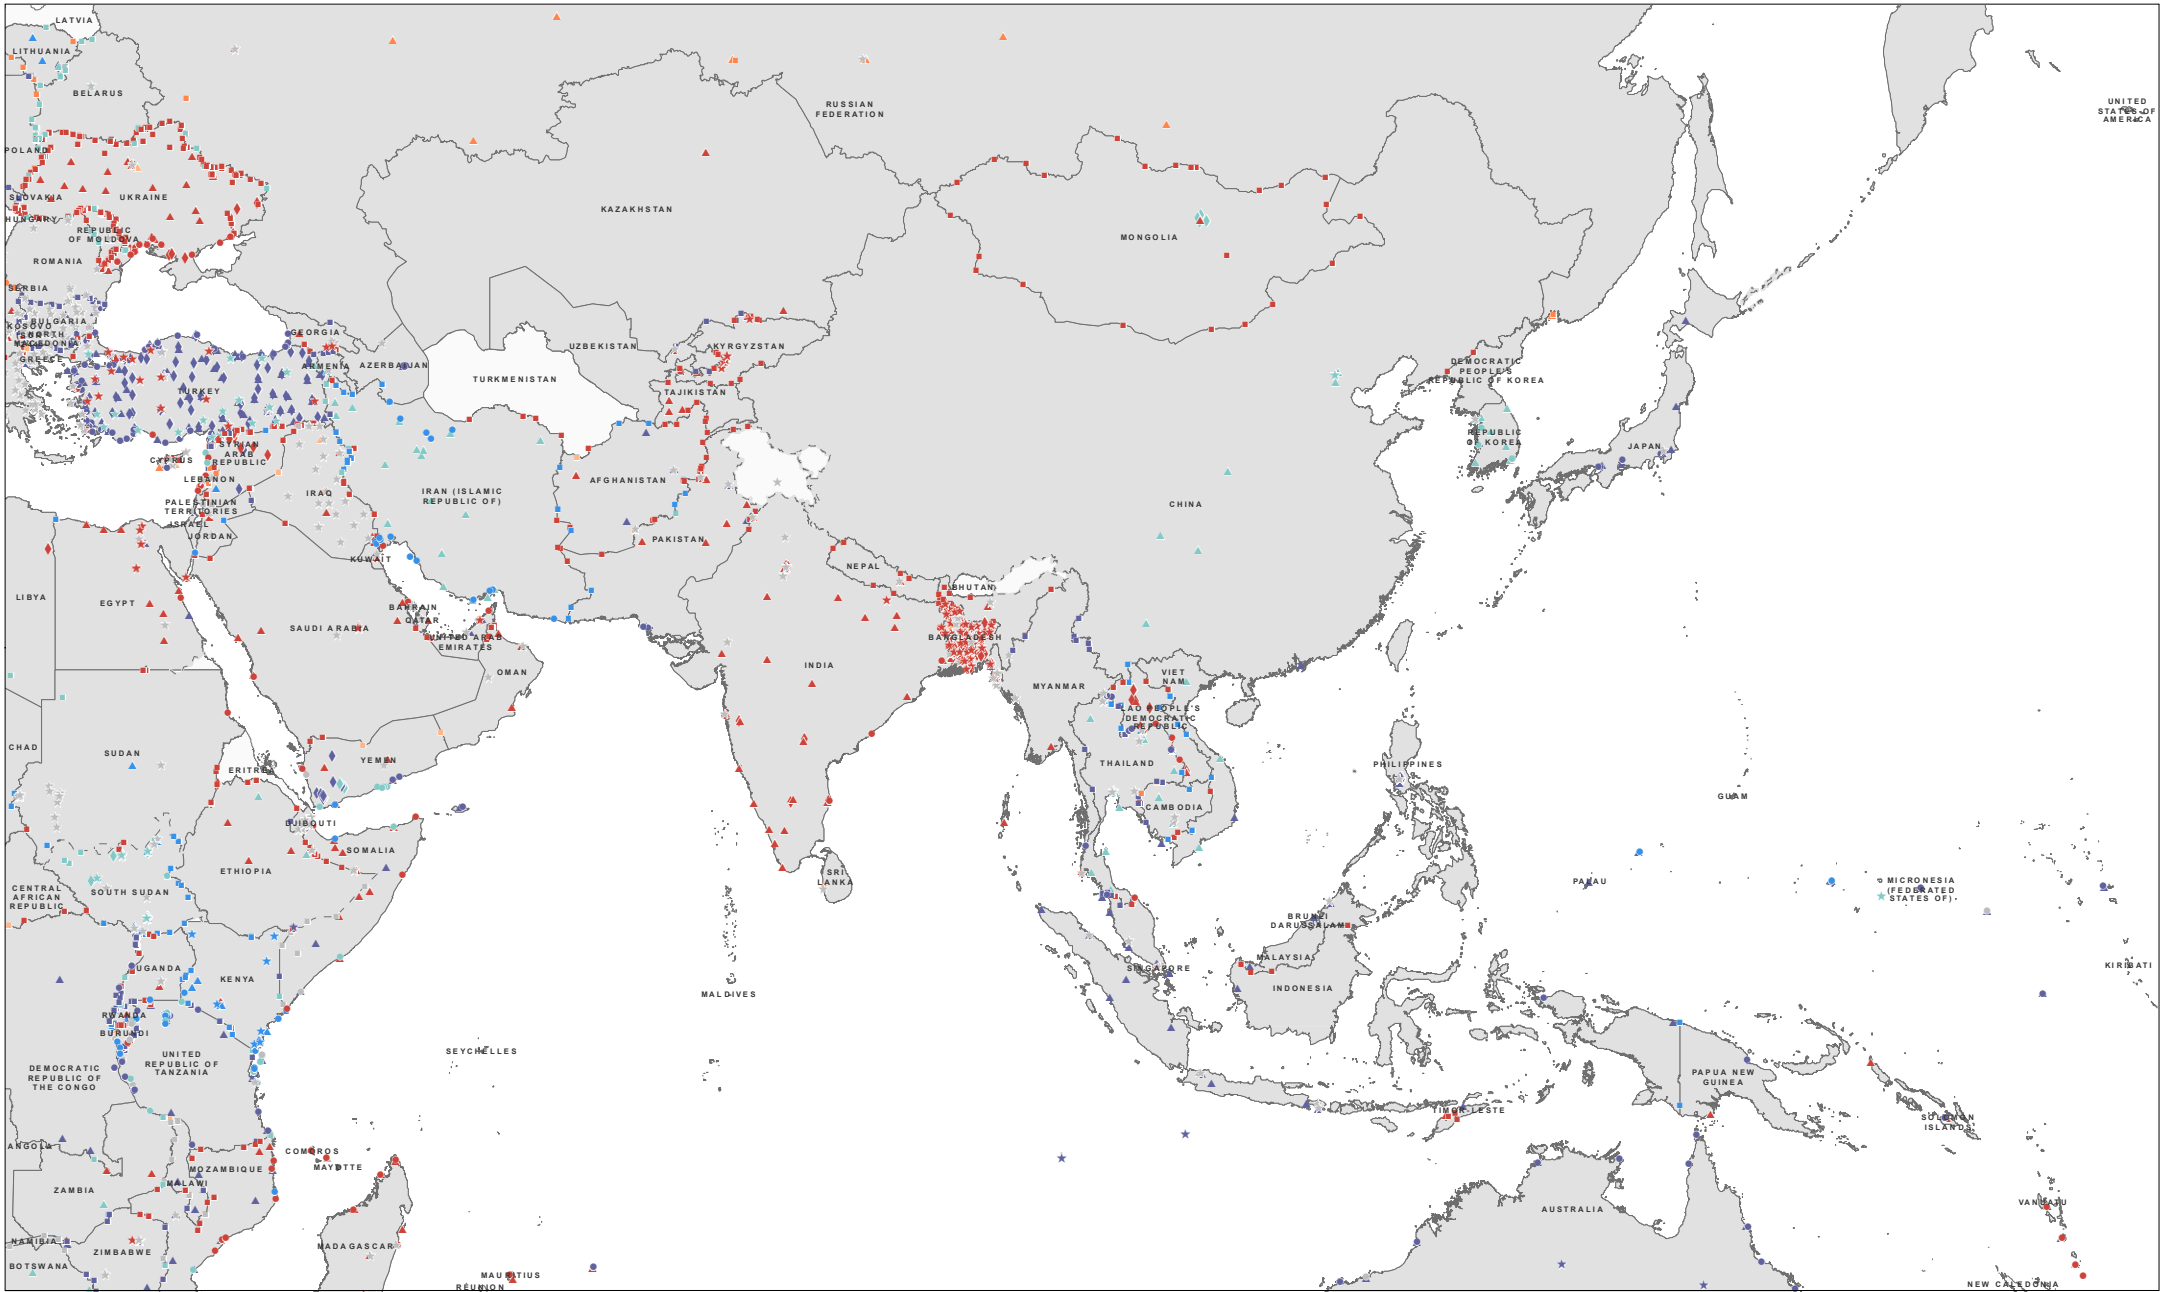 LATVIA
LITHUANIA
BELARUS
RUSSIAN
FEDERATION
UNITED
STATES OF
AMERICA
POLAND
SLOVAKIA
UKRAINE
HUNGARY
REPUBLIC
OF MOLDOVA
ROMANIA
KAZAKHSTAN
MONGOLIA
SERBIA
BULGARIA
KOSOVO
NORTH
MACEDONIA
GREECE
GEORGIA
ARMENIA
AZERBAIJAN
UZBEKISTAN
KYRGYZSTAN
TURKMENISTAN
TAJIKISTAN
TURKEY
DEMOCRATIC
PEOPLE'S
REPUBLIC OF KOREA
REPUBLIC
OF KOREA
JAPAN
CYPRUS
SYRIAN
ARAB
REPUBLIC
LEBANON
IRAQ
IRAN (ISLAMIC
REPUBLIC OF)
AFGHANISTAN
PALESTINIAN
TERRITORIES
ISRAEL
JORDAN
KUWAIT
PAKISTAN
CHINA
NEPAL
BHUTAN
LIBYA
EGYPT
SAUDI ARABIA
BAHRAIN
QATAR
UNITED ARAB
EMIRATES
OMAN
INDIA
BANGLADESH
MYANMAR
VIET
NAM
LAO PEOPLE'S
DEMOCRATIC
REPUBLIC
CHAD
SUDAN
ERITREA
YEMEN
THAILAND
CAMBODIA
PHILIPPINES
GUAM
DJIBOUTI
SOMALIA
ETHIOPIA
SRI
LANKA
CENTRAL
AFRICAN
REPUBLIC
SOUTH SUDAN
PALAU
MICRONESIA
(FEDERATED
STATES OF)
BRUNEI
DARUSSALAM
MALAYSIA
SINGAPORE
INDONESIA
KIRIBATI
UGANDA
KENYA
MALDIVES
RWANDA
BURUNDI
SEYCHELLES
UNITED
REPUBLIC OF
TANZANIA
DEMOCRATIC
REPUBLIC OF
THE CONGO
PAPUA NEW
GUINEA
TIMOR-LESTE
SOLOMON
ISLANDS
ANGOLA
COMOROS
MAYOTTE
MOZAMBIQUE
MALAWI
ZAMBIA
VANUATU
AUSTRALIA
NAMIBIA
ZIMBABWE
MADAGASCAR
BOTSWANA
MAURITIUS
RÉUNION
NEW CALEDONIA